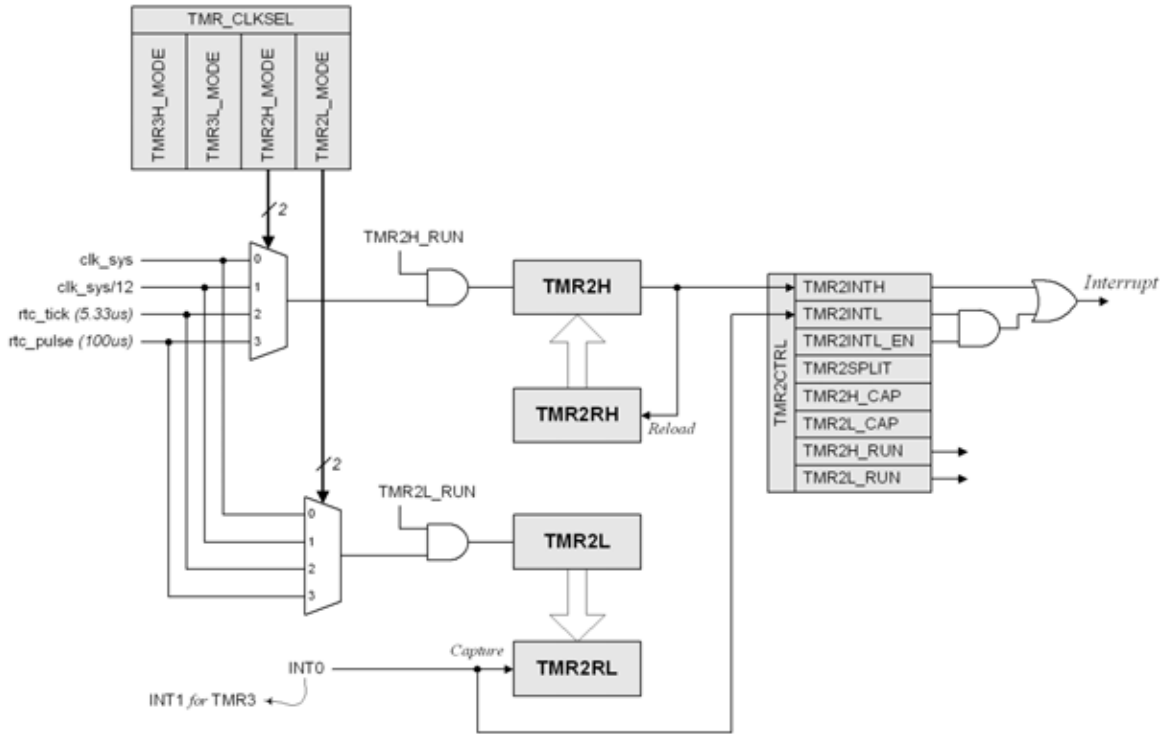 TMR_CLKSEL
TMR3H_MODE
TMR3L_MODE
TMR2H_MODE
TMR2L_MODE
2
clk_sys
clk_sys/12
rtc_tick (5.33us)
rtc_pulse (100us)
0
1
2
3
TMR2H_RUN
TMR2H
TMR2RH
Reload
TMR2CTRL
TMR2INTH
TMR2INTL
TMR2INTL_EN
TMR2SPLIT
TMR2H_CAP
TMR2L_CAP
TMR2H_RUN
TMR2L_RUN
Interrupt
2
0
1
2
3
TMR2L_RUN
TMR2L
TMR2RL
Capture
INT0
INT1 for TMR3